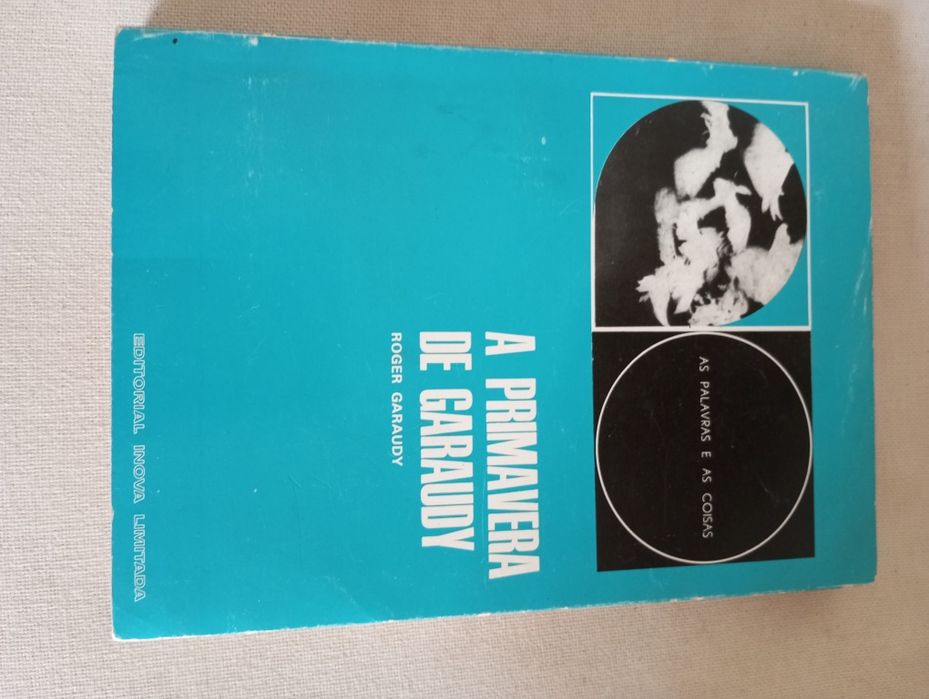 AS PALAVRAS E AS COISAS
A PRIMAVERA
DE GARAUDY
ROGER GARAUDY
EDITORIAL INOVA LIMITADA